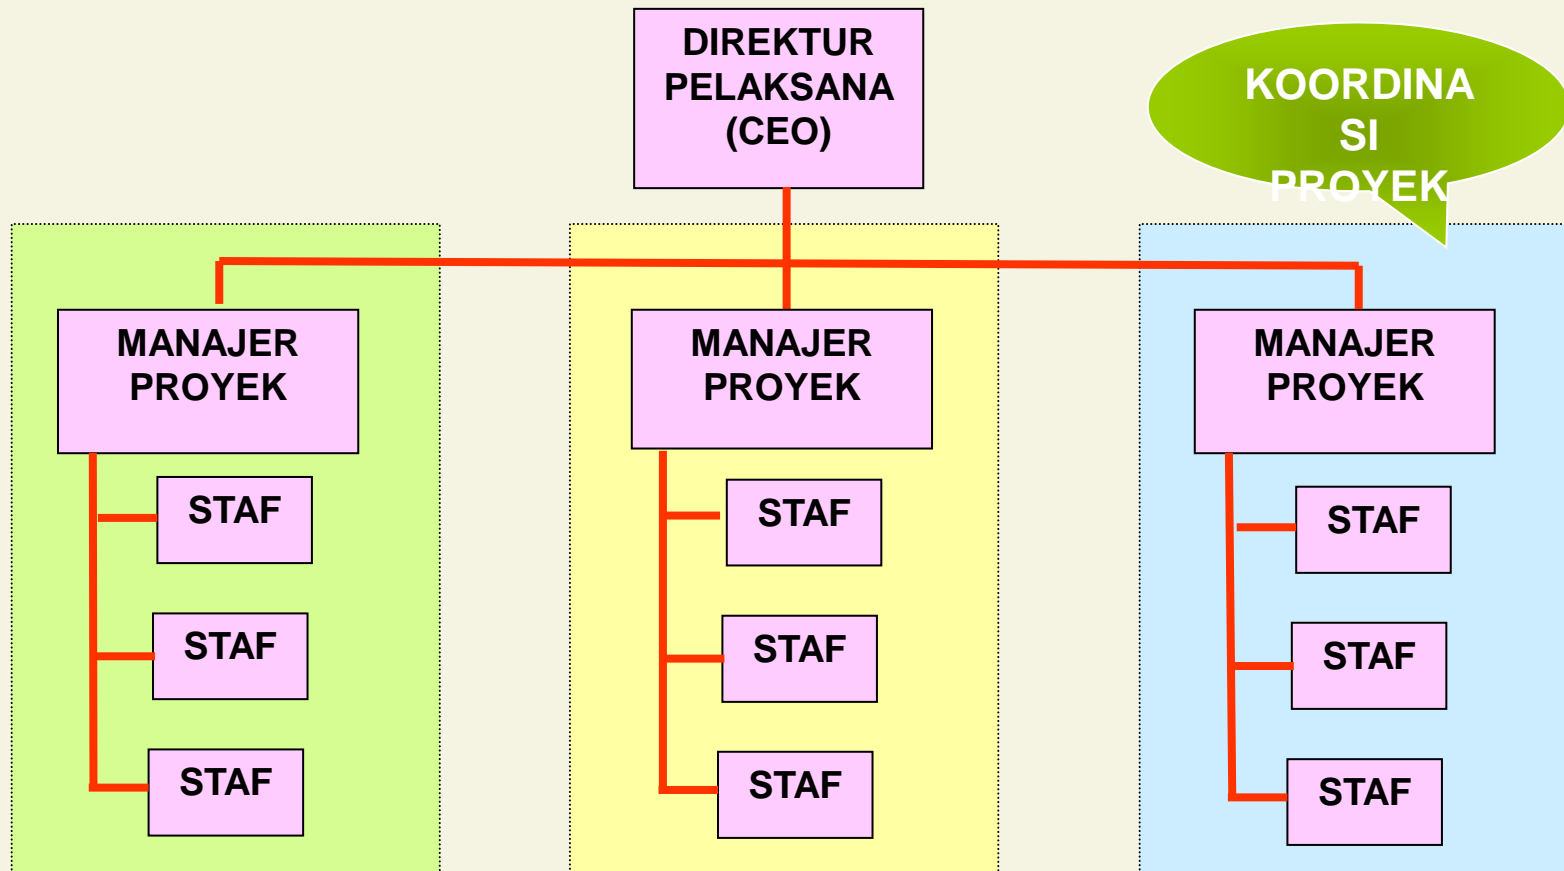 DIREKTUR
PELAKSANA
(CEO)
KOORDINA
SI
PROYEK
MANAJER
PROYEK
MANAJER
PROYEK
MANAJER
PROYEK
STAF
STAF
STAF
STAF
STAF
STAF
STAF
STAF
STAF